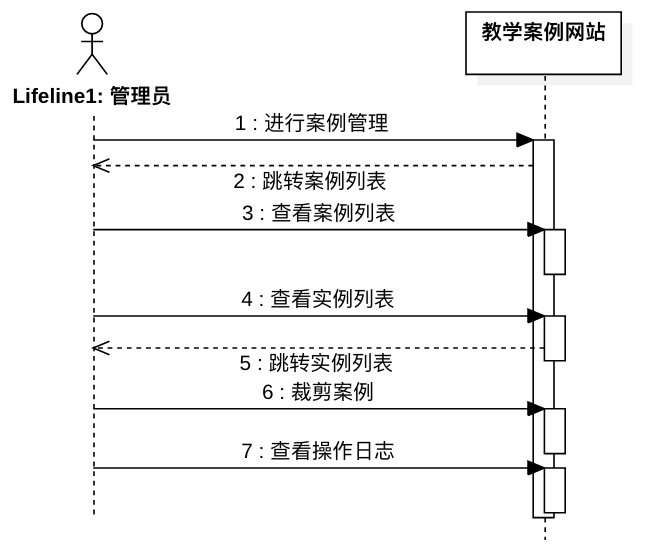 教学案例网站
Lifeline1: 管理员
1 : 进行案例管理
2 : 跳转案例列表
3 : 查看案例列表
4 : 查看实例列表
5 : 跳转实例列表
6 : 裁剪案例
7 : 查看操作日志